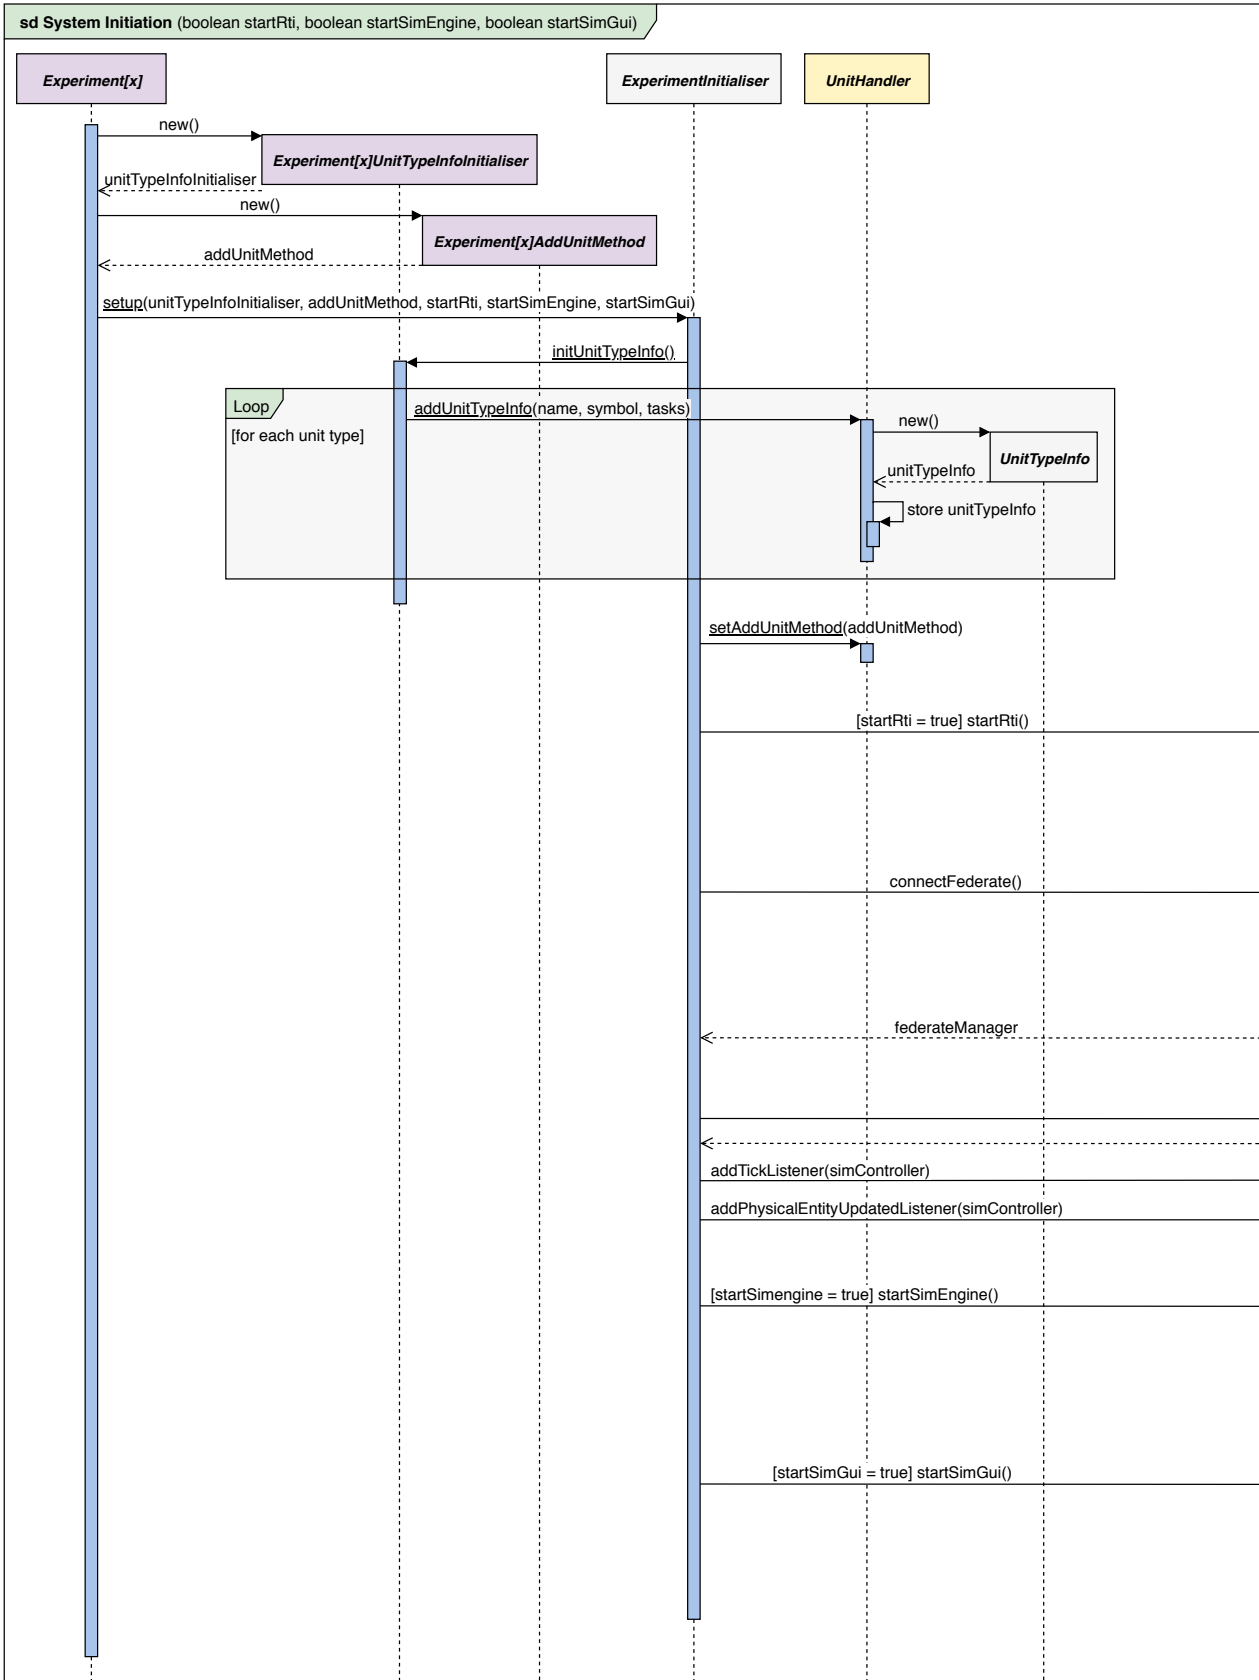 sd System Initiation (boolean startRti, boolean startSimEngine, boolean startSimGui)
Experiment[x]
ExperimentInitialiser
UnitHandler
new()
Experiment[x]UnitTypeInfoInitialiser
unitTypeInfoInitialiser
new()
Experiment[x]AddUnitMethod
addUnitMethod
setup(unitTypeInfoInitialiser, addUnitMethod, startRti, startSimEngine, startSimGui)
initUnitTypeInfo()
Loop
addUnitTypeInfo(name, symbol, tasks)
[for each unit type]
new()
UnitTypeInfo
unitTypeInfo
store unitTypeInfo
setAddUnitMethod(addUnitMethod)
[startRti = true] startRti()
connectFederate()
federateManager
addTickListener(simController)
addPhysicalEntityUpdatedListener(simController)
[startSimengine = true] startSimEngine()
[startSimGui = true] startSimGui()